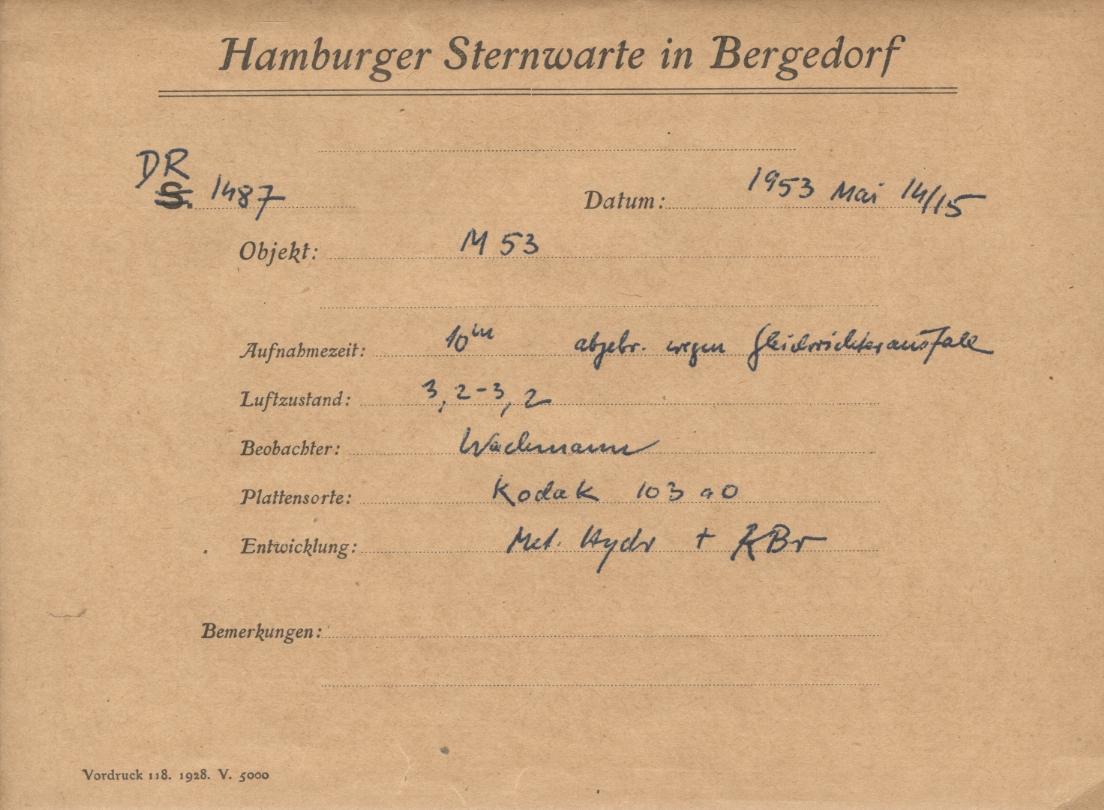 Hamburger Sternwarte in Bergedorf
DR
S. 1487 Datum: 1953 Mai 14/15
Objekt: M 53
Aufnahmezeit: 10ᵐ abgebr. wegen Gleichrichterausfall
Luftzustand: 3, 2-3, 2
Beobachter: Wachmann
Plattensorte: Kodak 103 a0
Entwicklung: Met. Hydr + KBr
Bemerkungen:
Vordruck 118. 1928. V. 5000